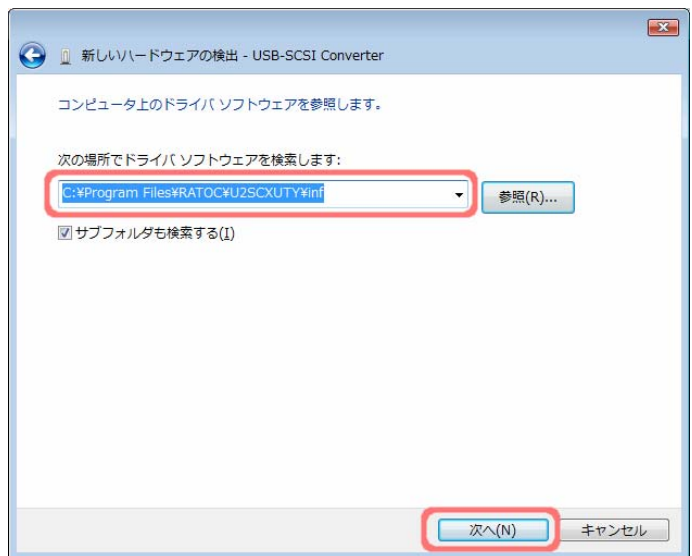 新しいハードウェアの検出 - USB-SCSI Converter
コンピュータ上のドライバ ソフトウェアを参照します。
次の場所でドライバ ソフトウェアを検索します:
C:¥Program Files¥RATOC¥U2SCXUTY¥inf
参照(R)...
サブフォルダも検索する(I)
次へ(N)
キャンセル